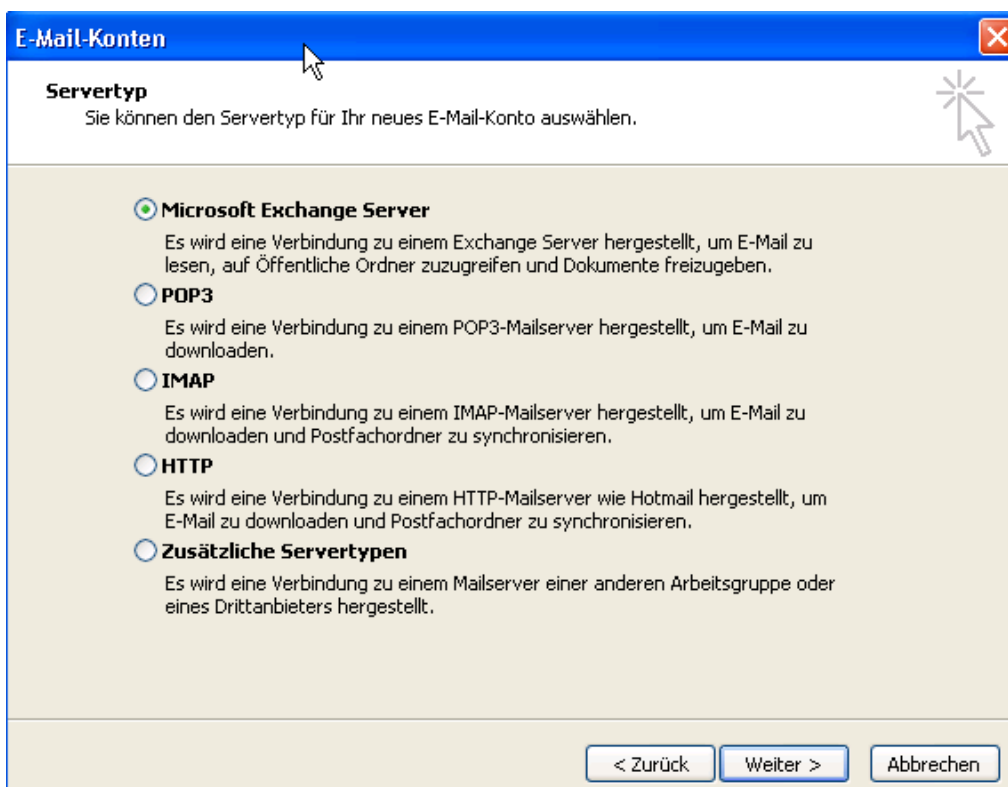 E-Mail-Konten
Servertyp
Sie können den Servertyp für Ihr neues E-Mail-Konto auswählen.
Microsoft Exchange Server
Es wird eine Verbindung zu einem Exchange Server hergestellt, um E-Mail zu
lesen, auf Öffentliche Ordner zuzugreifen und Dokumente freizugeben.
POP3
Es wird eine Verbindung zu einem POP3-Mailserver hergestellt, um E-Mail zu
downloaden.
IMAP
Es wird eine Verbindung zu einem IMAP-Mailserver hergestellt, um E-Mail zu
downloaden und Postfachordner zu synchronisieren.
HTTP
Es wird eine Verbindung zu einem HTTP-Mailserver wie Hotmail hergestellt, um
E-Mail zu downloaden und Postfachordner zu synchronisieren.
Zusätzliche Servertypen
Es wird eine Verbindung zu einem Mailserver einer anderen Arbeitsgruppe oder
eines Drittanbieters hergestellt.
< Zurück Weiter > Abbrechen